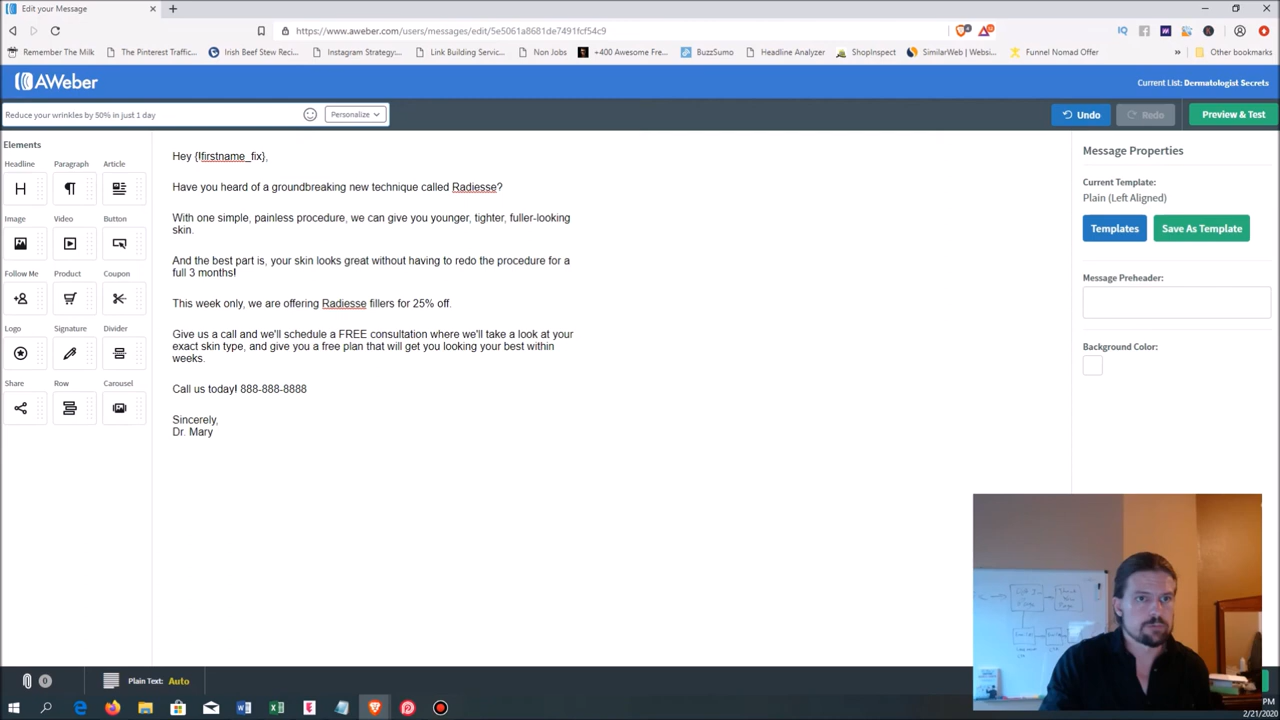 Edit your Message
https://www.aweber.com/users/messages/edit/5e5061a8681de7491fcf54c9
Remember The Milk
The Pinterest Traffic...
Irish Beef Stew Reci...
Instagram Strategy:...
Link Building Servic...
Non Jobs
+400 Awesome Fre...
BuzzSumo
Headline Analyzer
ShopInspect
SimilarWeb | Websi...
Funnel Nomad Offer
Other bookmarks
AWeber
Current List: Dermatologist Secrets
Reduce your wrinkles by 50% in just 1 day
Personalize
Undo
Redo
Preview & Test
Elements
Headline
Paragraph
Article
Image
Video
Button
Follow Me
Product
Coupon
Logo
Signature
Divider
Share
Row
Carousel
Hey {!firstname_fix},
Have you heard of a groundbreaking new technique called Radiesse?
With one simple, painless procedure, we can give you younger, tighter, fuller-looking
skin.
And the best part is, your skin looks great without having to redo the procedure for a
full 3 months!
This week only, we are offering Radiesse fillers for 25% off.
Give us a call and we'll schedule a FREE consultation where we'll take a look at your
exact skin type, and give you a free plan that will get you looking your best within
weeks.
Call us today! 888-888-8888
Sincerely,
Dr. Mary
Message Properties
Current Template:
Plain (Left Aligned)
Templates
Save As Template
Message Preheader:
Background Color:
0
Plain Text: Auto
PM
2/21/2020